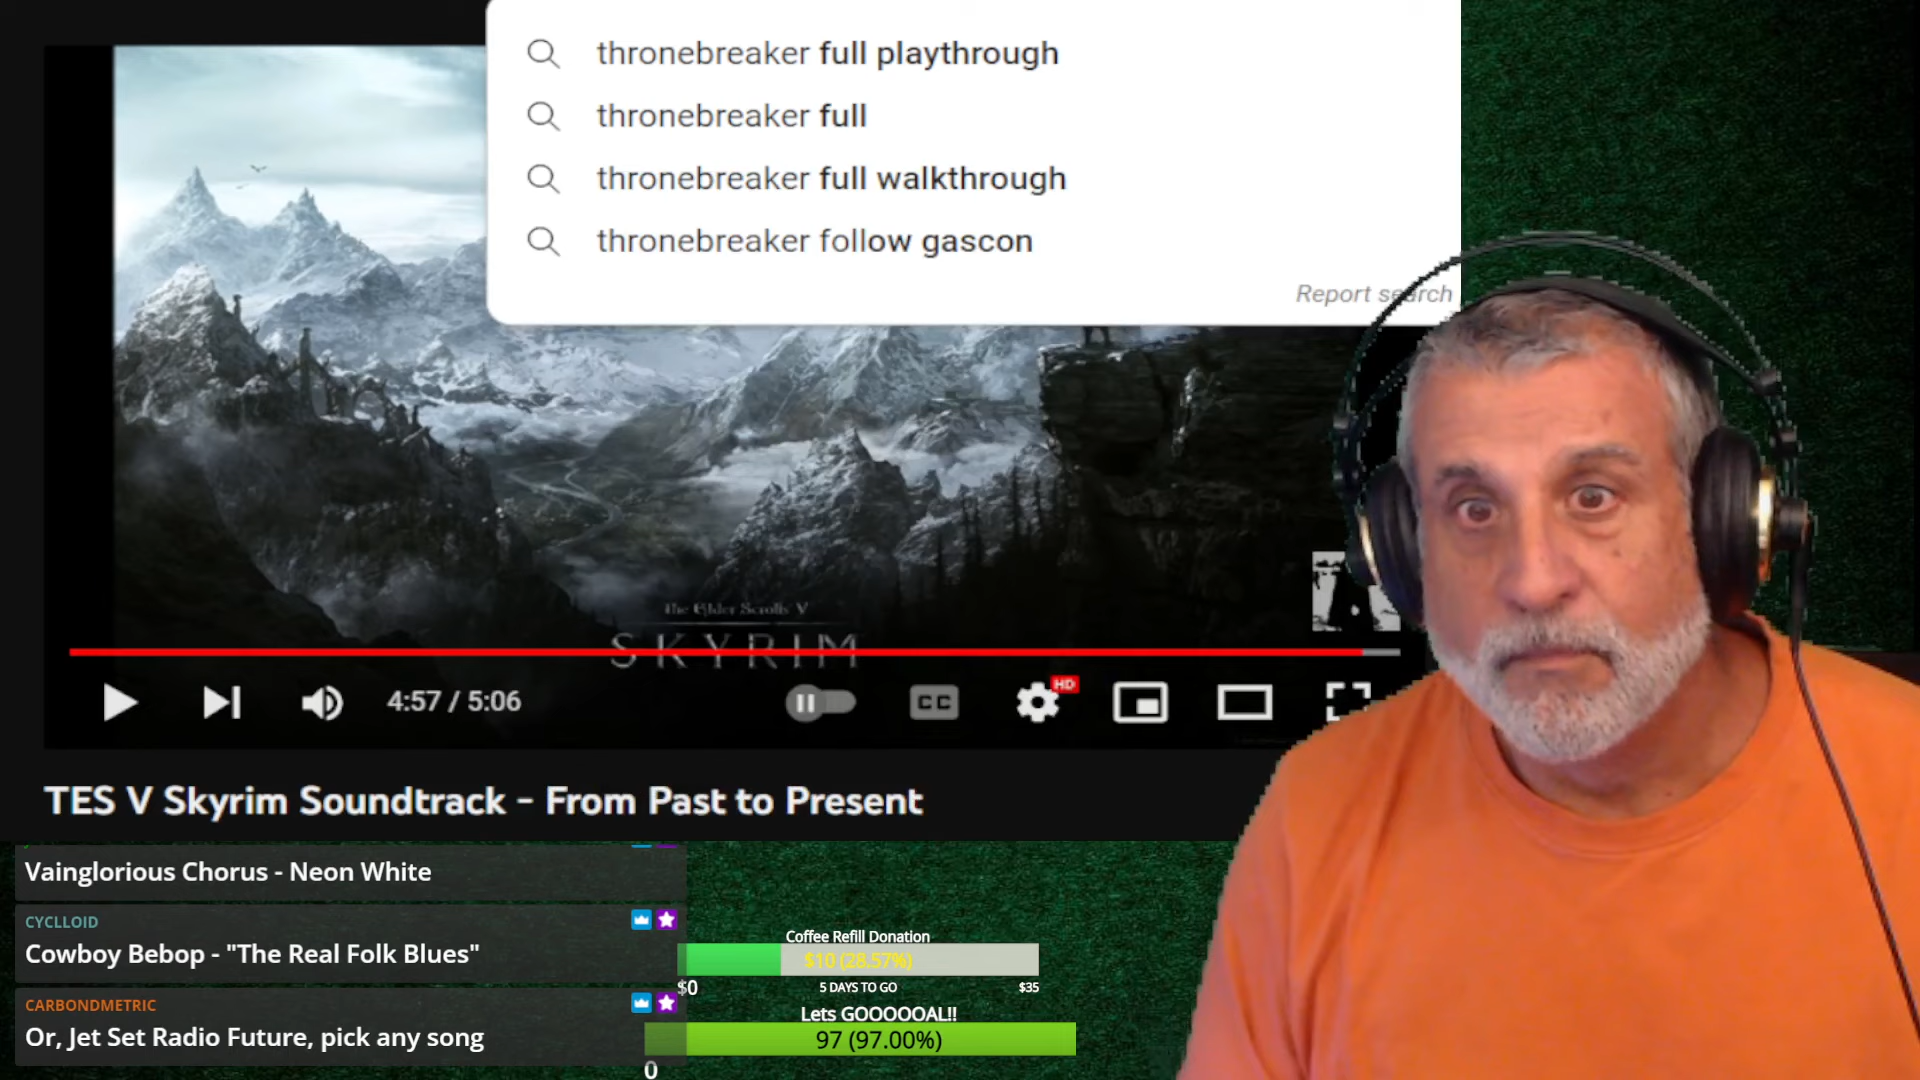 thronebreaker full playthrough
thronebreaker full
thronebreaker full walkthrough
thronebreaker follow gascon
Report search
The Elder Scrolls V
SKYRIM
HD
4:57 / 5:06
CC
TES V Skyrim Soundtrack - From Past to Present
Vainglorious Chorus - Neon White
CYCLLOID
Cowboy Bebop - "The Real Folk Blues"
CARBONDMETRIC
Or, Jet Set Radio Future, pick any song
Coffee Refill Donation
$10 (28.57%)
$0
5 DAYS TO GO
$35
Lets GOOOOOAL!!
97 (97.00%)
0